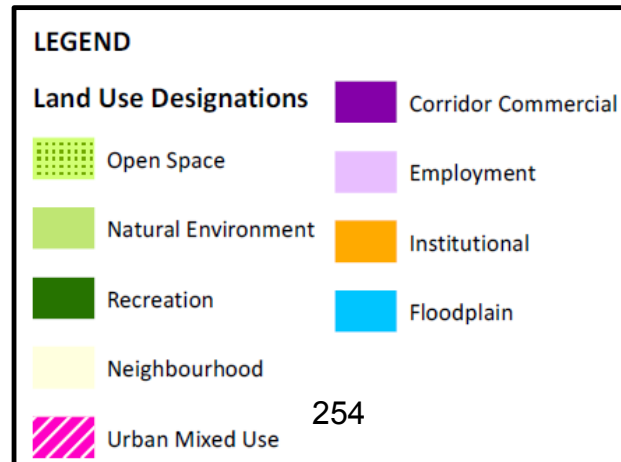 LEGEND
Land Use Designations
Open Space
Natural Environment
Recreation
Neighbourhood
Urban Mixed Use
Corridor Commercial
Employment
Institutional
Floodplain
254